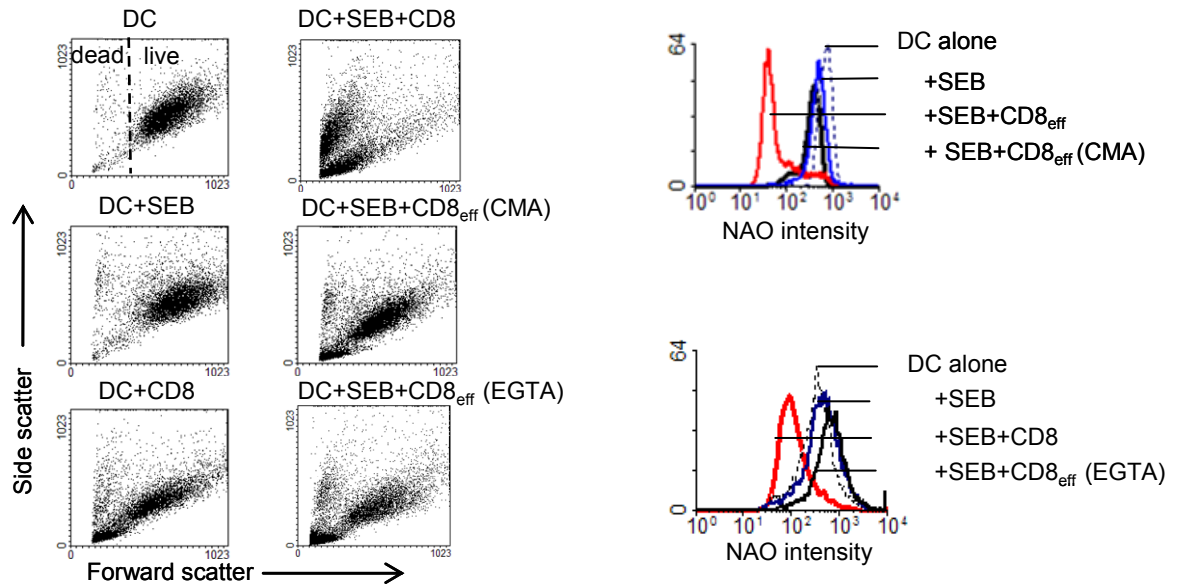 DC
DC+SEB+CD8
1023
dead
live
0
1023
1023
0
1023
DC+SEB
DC+SEB+CD8eff (CMA)
1023
0
0
1023
1023
0
0
1023
DC+CD8
DC+SEB+CD8eff (EGTA)
1023
0
0
1023
1023
0
0
1023
Side scatter
Forward scatter
64
0
10^0 10^1 10^2 10^3 10^4
NAO intensity
DC alone
+SEB
+SEB+CD8eff
+ SEB+CD8eff (CMA)
64
0
10^0 10^1 10^2 10^3 10^4
NAO intensity
DC alone
+SEB
+SEB+CD8
+SEB+CD8eff (EGTA)